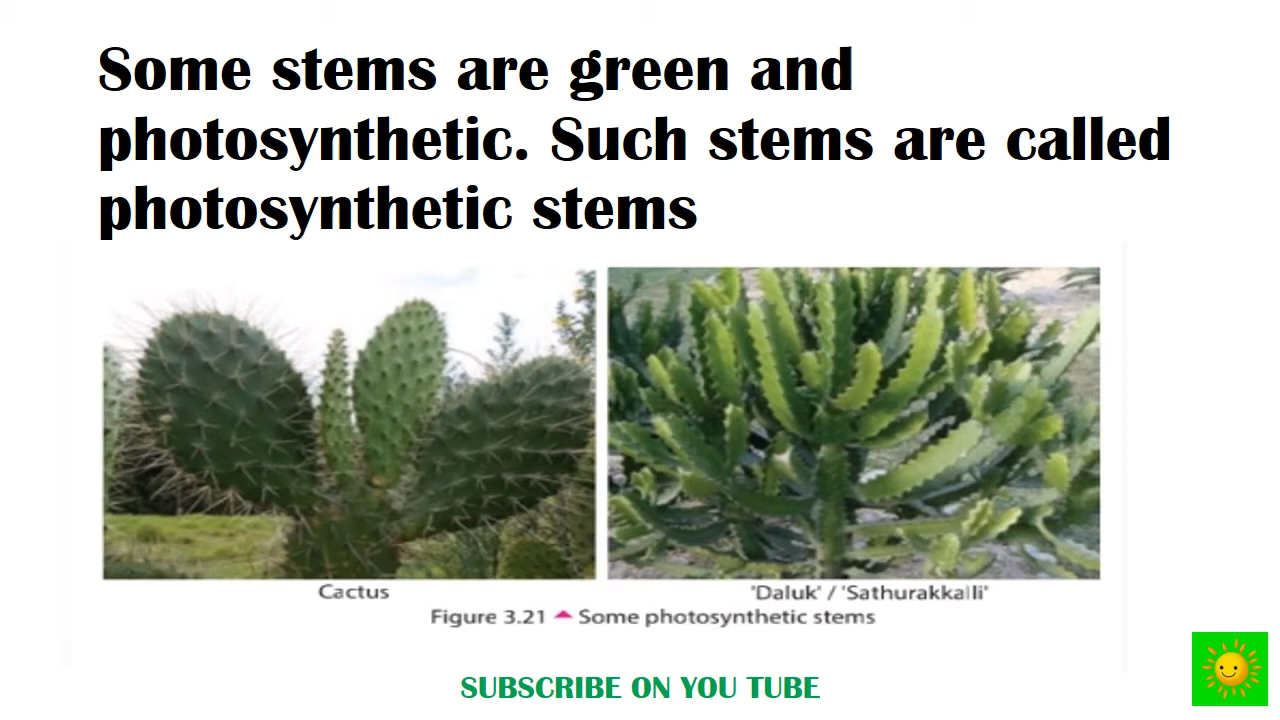 Some stems are green and
photosynthetic. Such stems are called
photosynthetic stems
Cactus
'Daluk' / 'Sathurakkalli'
Figure 3.21 ▲ Some photosynthetic stems
SUBSCRIBE ON YOU TUBE